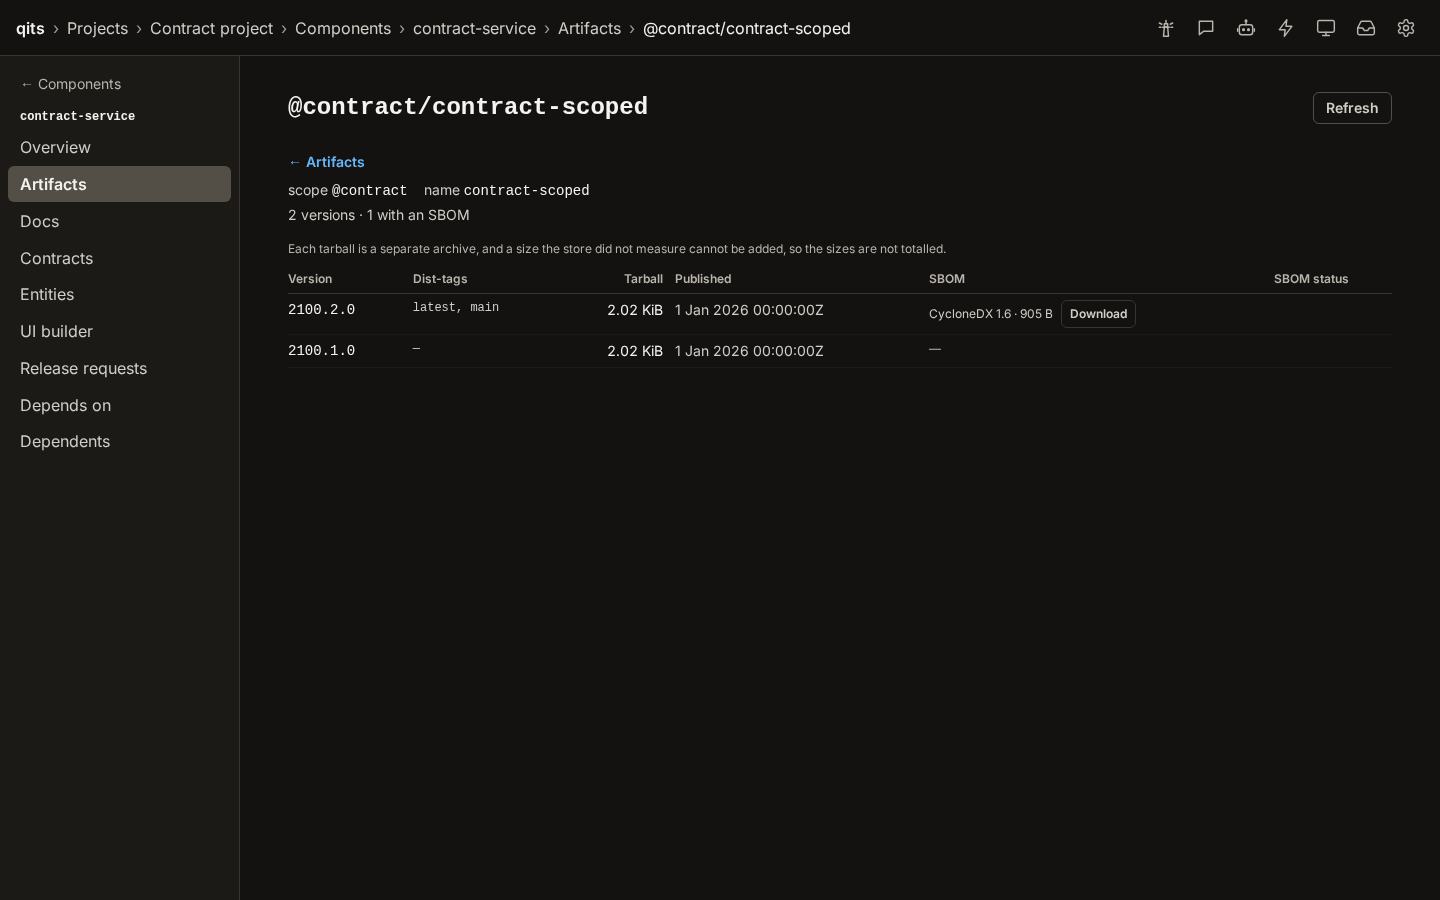 qits › Projects › Contract project › Components › contract-service › Artifacts › @contract/contract-scoped
← Components
contract-service
Overview
Artifacts
Docs
Contracts
Entities
UI builder
Release requests
Depends on
Dependents
@contract/contract-scoped
Refresh
← Artifacts
scope @contract name contract-scoped
2 versions · 1 with an SBOM
Each tarball is a separate archive, and a size the store did not measure cannot be added, so the sizes are not totalled.
Version Dist-tags Tarball Published SBOM SBOM status
2100.2.0 latest, main 2.02 KiB 1 Jan 2026 00:00:00Z CycloneDX 1.6 · 905 B Download
2100.1.0 — 2.02 KiB 1 Jan 2026 00:00:00Z —